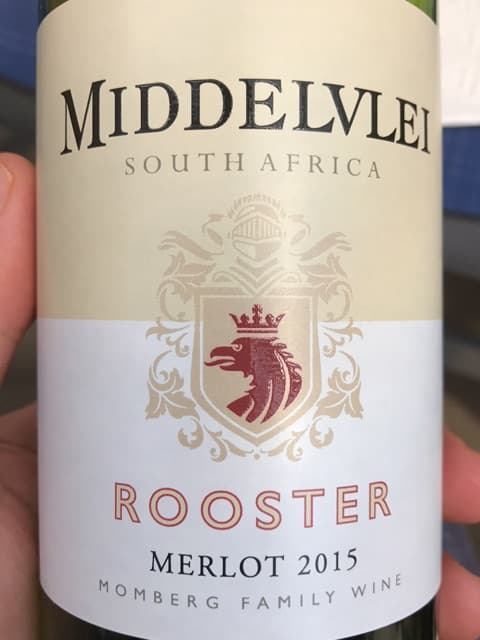 MIDDELVLEI
SOUTH AFRICA
ROOSTER
MERLOT 2015
MOMBERG FAMILY WINE